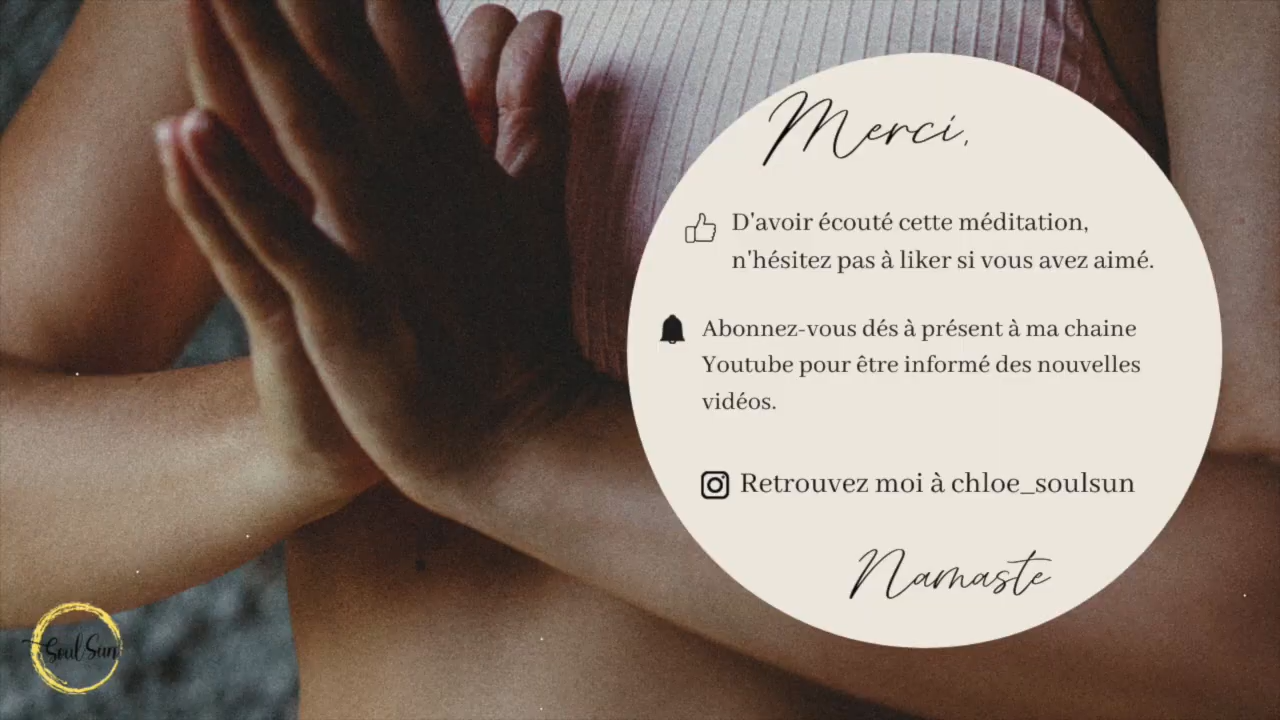 Merci,
D'avoir écouté cette méditation,
n'hésitez pas à liker si vous avez aimé.
Abonnez-vous dés à présent à ma chaine
Youtube pour être informé des nouvelles
vidéos.
Retrouvez moi à chloe_soulsun
Namaste
Soul Sun